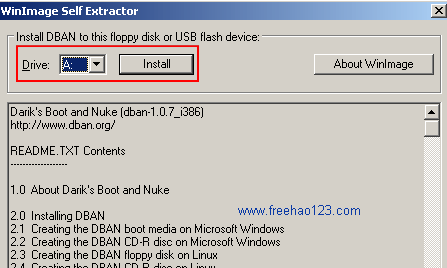 WinImage Self Extractor
Install DBAN to this floppy disk or USB flash device:
Drive: A: Install About WinImage
Darik's Boot and Nuke (dban-1.0.7_i386)
http://www.dban.org/
README.TXT Contents
------------------
1.0 About Darik's Boot and Nuke
2.0 Installing DBAN
www.freehao123.com
2.1 Creating the DBAN boot media on Microsoft Windows
2.2 Creating the DBAN CD-R disc on Microsoft Windows
2.3 Creating the DBAN floppy disk on Linux
2.4 Creating the DBAN CD-R disc on Linux